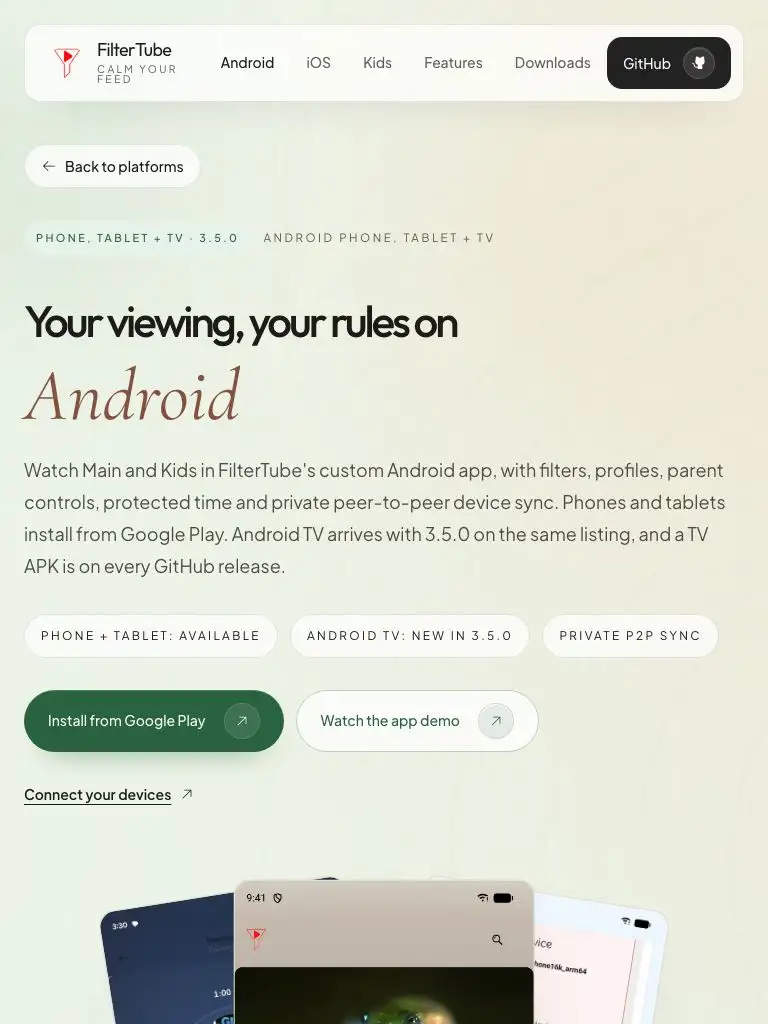 FilterTube
CALM YOUR
FEED
Android
iOS
Kids
Features
Downloads
GitHub
Back to platforms
PHONE, TABLET + TV · 3.5.0
ANDROID PHONE, TABLET + TV
Your viewing, your rules on
Android
Watch Main and Kids in FilterTube's custom Android app, with filters, profiles, parent
controls, protected time and private peer-to-peer device sync. Phones and tablets
install from Google Play. Android TV arrives with 3.5.0 on the same listing, and a TV
APK is on every GitHub release.
PHONE + TABLET: AVAILABLE
ANDROID TV: NEW IN 3.5.0
PRIVATE P2P SYNC
Install from Google Play
Watch the app demo
Connect your devices
9:41
3:30
1:00
vice
hone16k_arm64